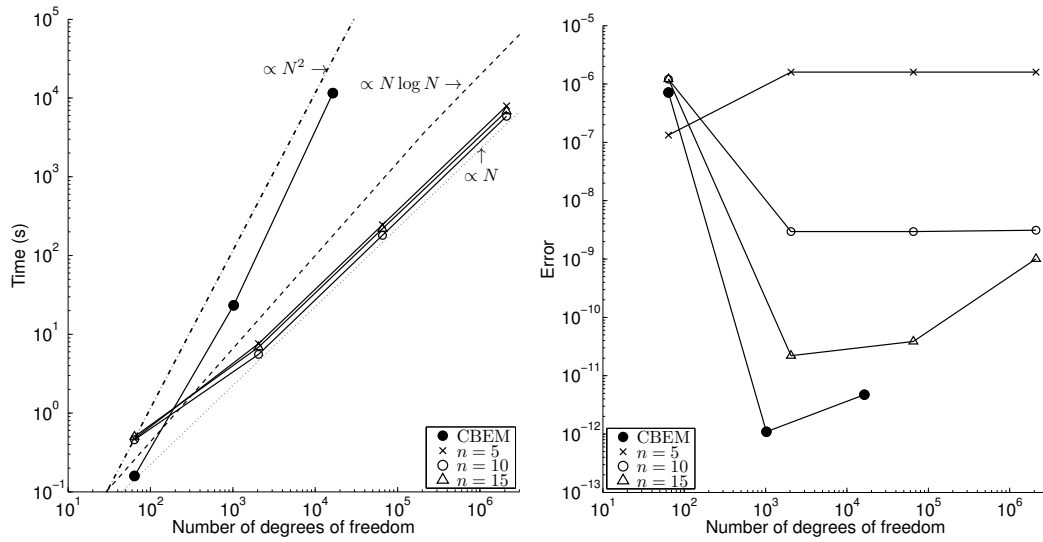 10^5
10^4
10^3
10^2
10^1
10^0
10^{-1}
Time (s)
∝ N^2 →
∝ N log N →
↑
∝ N
CBEM
n = 5
n = 10
n = 15
10^1 10^2 10^3 10^4 10^5 10^6
Number of degrees of freedom
10^{-5}
10^{-6}
10^{-7}
10^{-8}
10^{-9}
10^{-10}
10^{-11}
10^{-12}
10^{-13}
Error
CBEM
n = 5
n = 10
n = 15
10^1 10^2 10^3 10^4 10^5 10^6
Number of degrees of freedom